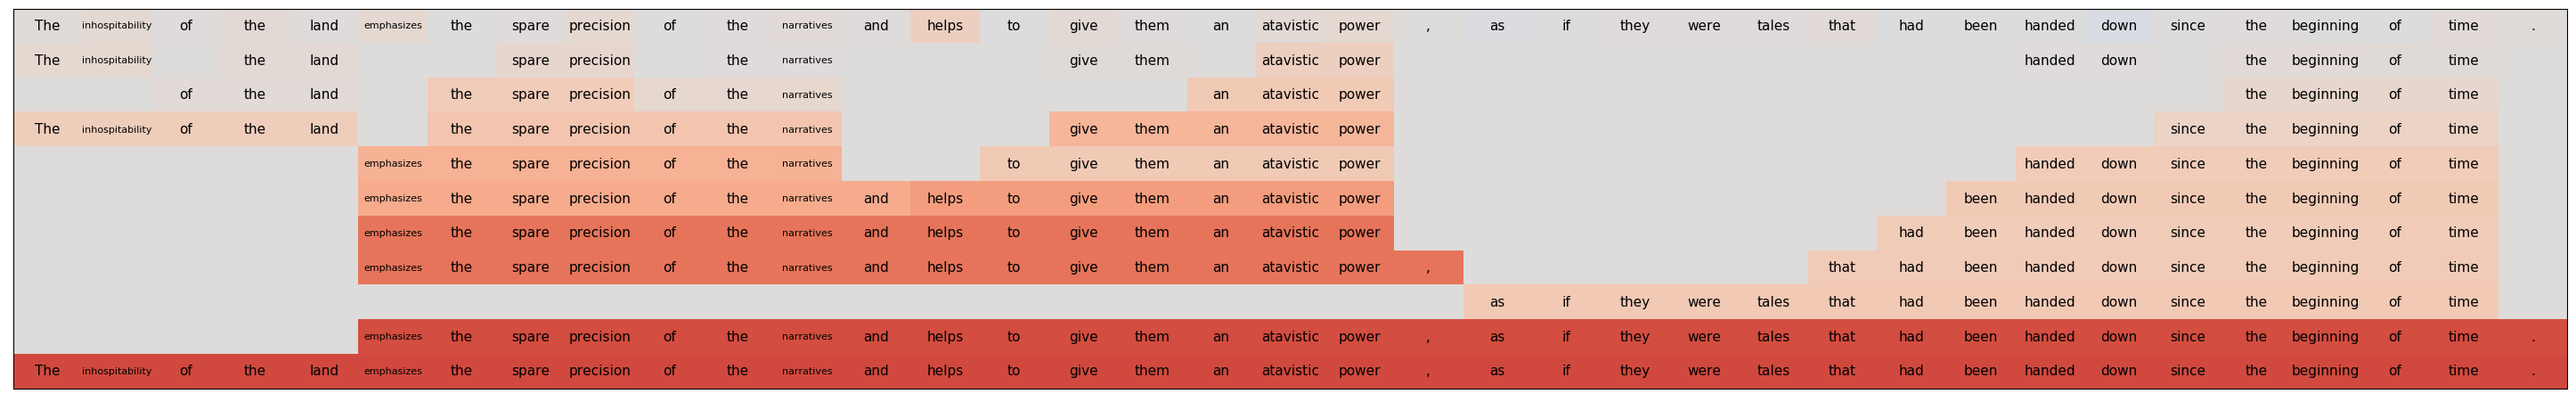 The inhospitability of the land emphasizes the spare precision of the narratives and helps to give them an atavistic power , as if they were tales that had been handed down since the beginning of time .
The inhospitability the land spare precision the narratives give them atavistic power handed down the beginning of time
of the land the spare precision of the narratives an atavistic power the beginning of time
The inhospitability of the land the spare precision of the narratives give them an atavistic power since the beginning of time
emphasizes the spare precision of the narratives to give them an atavistic power handed down since the beginning of time
emphasizes the spare precision of the narratives and helps to give them an atavistic power been handed down since the beginning of time
emphasizes the spare precision of the narratives and helps to give them an atavistic power had been handed down since the beginning of time
emphasizes the spare precision of the narratives and helps to give them an atavistic power , that had been handed down since the beginning of time
as if they were tales that had been handed down since the beginning of time
emphasizes the spare precision of the narratives and helps to give them an atavistic power , as if they were tales that had been handed down since the beginning of time .
The inhospitability of the land emphasizes the spare precision of the narratives and helps to give them an atavistic power , as if they were tales that had been handed down since the beginning of time .